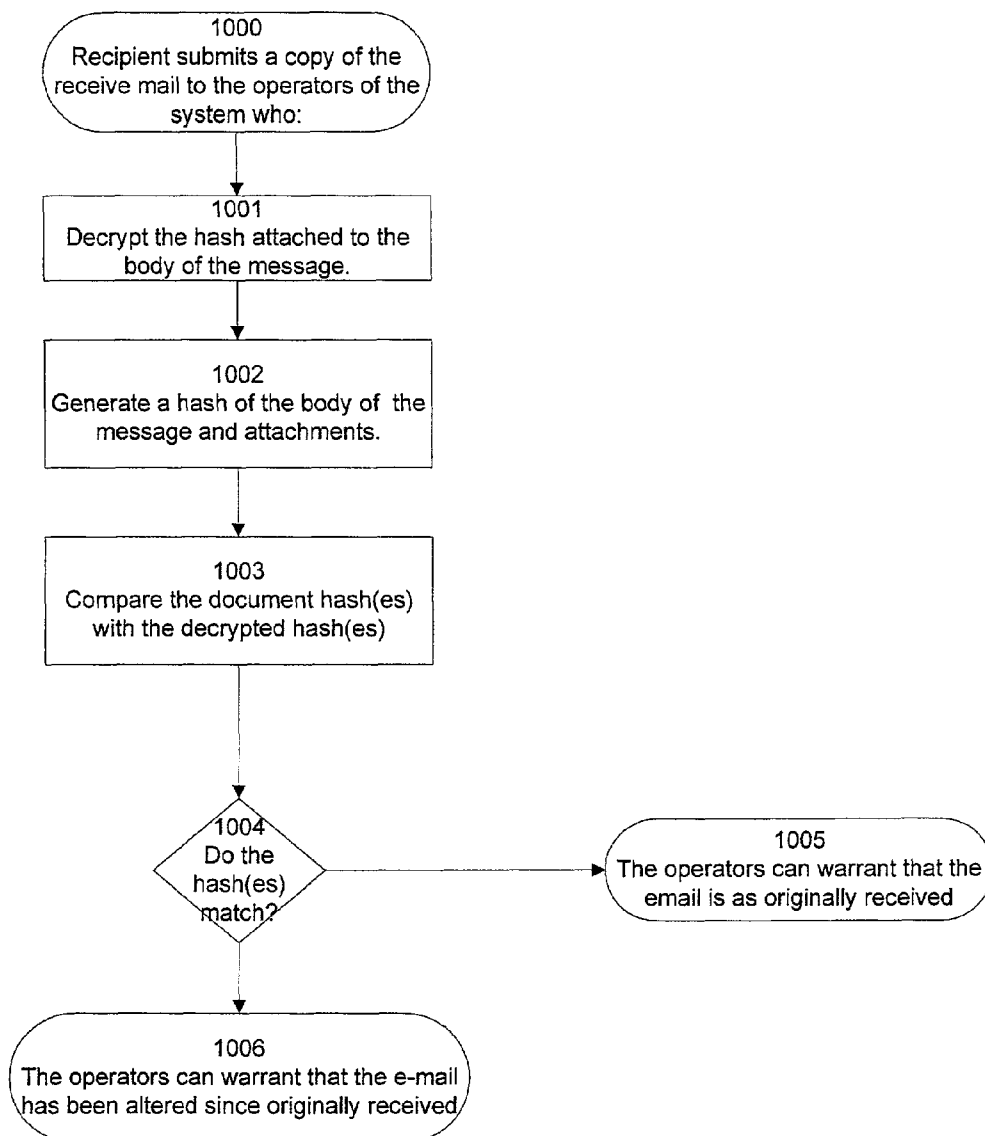 1000
Recipient submits a copy of the
receive mail to the operators of the
system who:
1001
Decrypt the hash attached to the
body of the message.
1002
Generate a hash of the body of the
message and attachments.
1003
Compare the document hash(es)
with the decrypted hash(es)
1004
Do the
hash(es)
match?
1005
The operators can warrant that the
email is as originally received
1006
The operators can warrant that the e-mail
has been altered since originally received